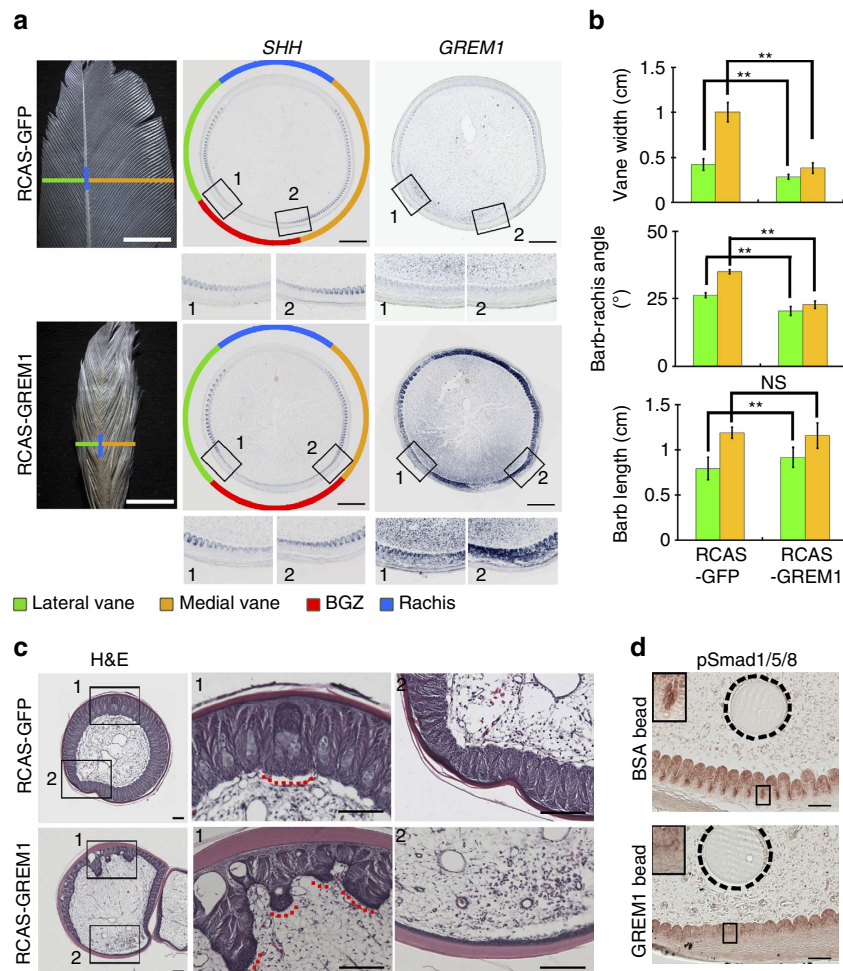 a
SHH
GREM1
RCAS-GFP
1
2
1
2
1
2
1
2
RCAS-GREM1
1
2
1
2
1
2
1
2
Lateral vane
Medial vane
BGZ
Rachis
b
Vane width (cm)
1.5
1
0.5
0
**
**
Barb-rachis angle
(°)
50
25
0
**
**
Barb length (cm)
1.5
1
0.5
0
NS
**
RCAS
-GFP
RCAS
-GREM1
c
H&E
RCAS-GFP
1
2
1
2
RCAS-GREM1
1
2
1
2
d
pSmad1/5/8
BSA bead
GREM1 bead